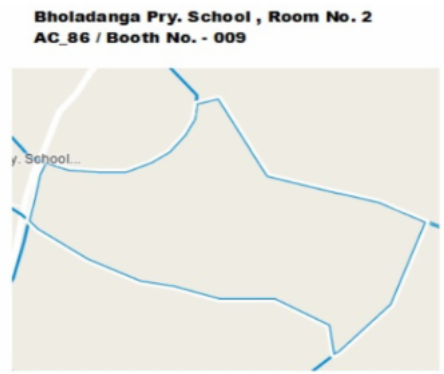 Bholadanga Pry. School , Room No. 2
AC_86 / Booth No. - 009
y. School...